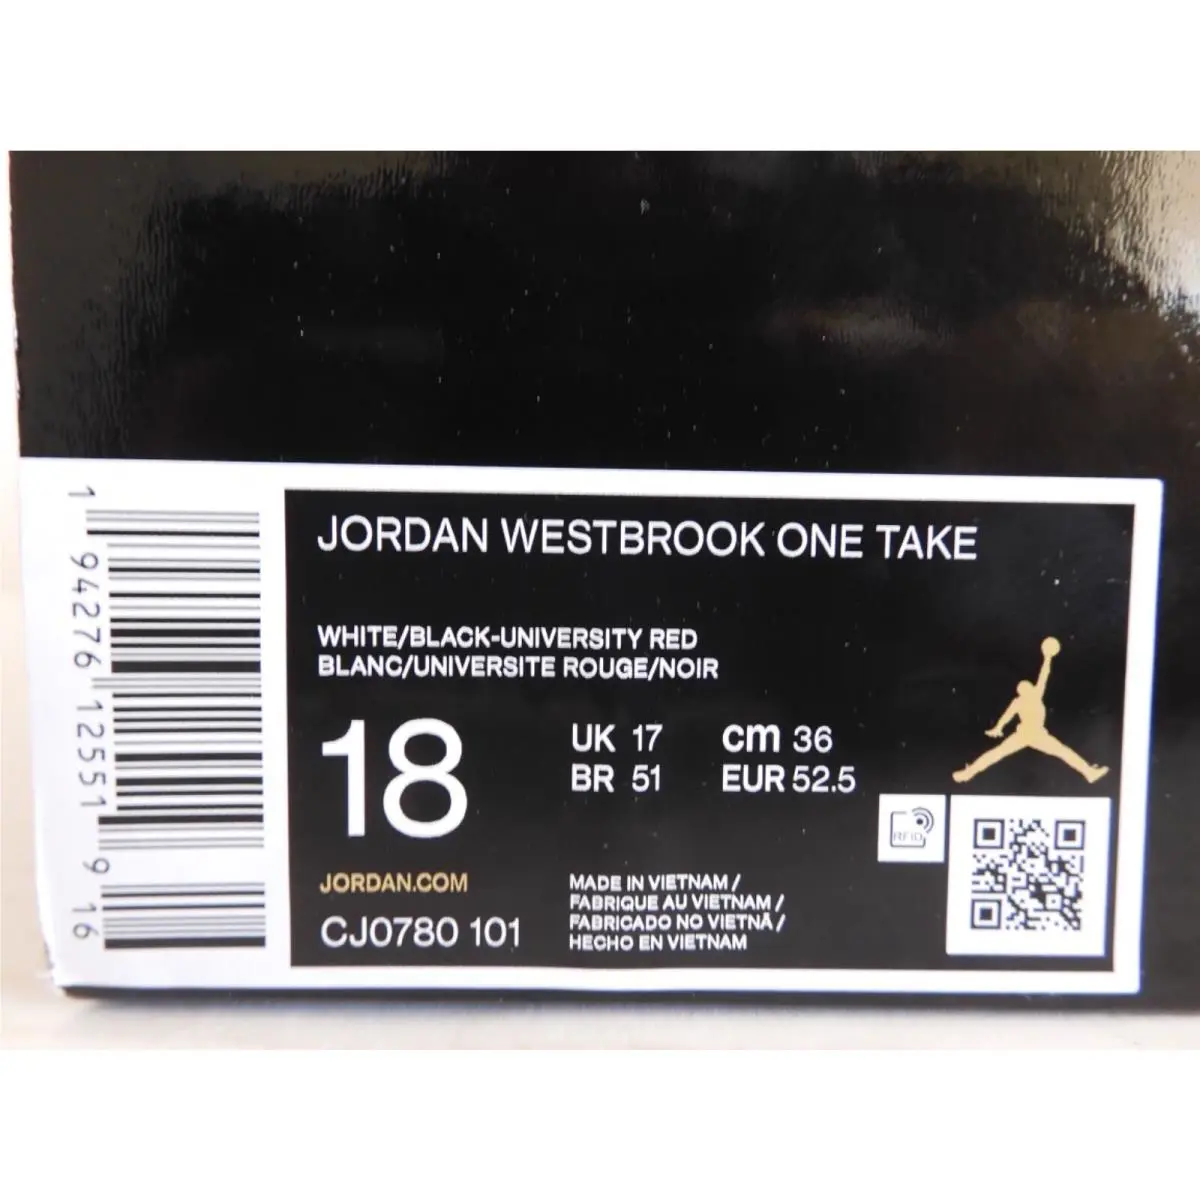 JORDAN WESTBROOK ONE TAKE
WHITE/BLACK-UNIVERSITY RED
BLANC/UNIVERSITE ROUGE/NOIR
18
UK 17 cm 36
BR 51 EUR 52.5
JORDAN.COM
CJ0780 101
MADE IN VIETNAM /
FABRIQUE AU VIETNAM /
FABRICADO NO VIETNÃ /
HECHO EN VIETNAM
RFID
1 94276 12551 9 16